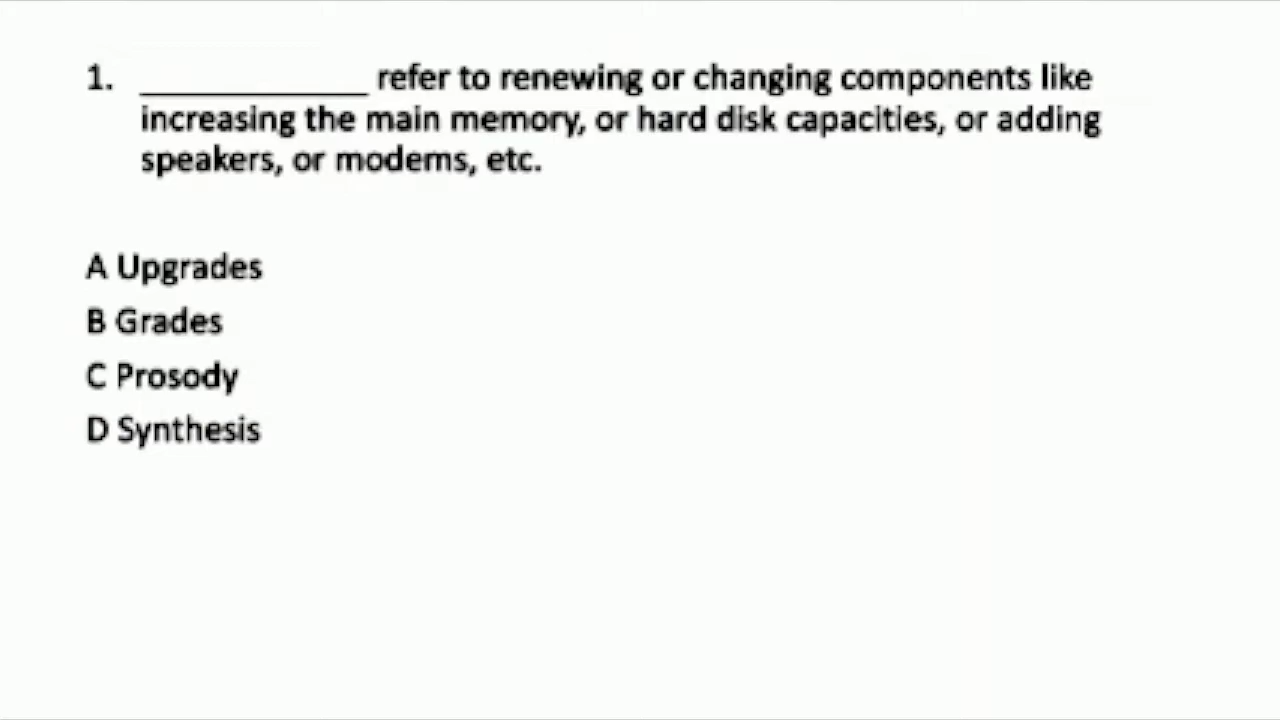 1. ____________ refer to renewing or changing components like
increasing the main memory, or hard disk capacities, or adding
speakers, or modems, etc.
A Upgrades
B Grades
C Prosody
D Synthesis